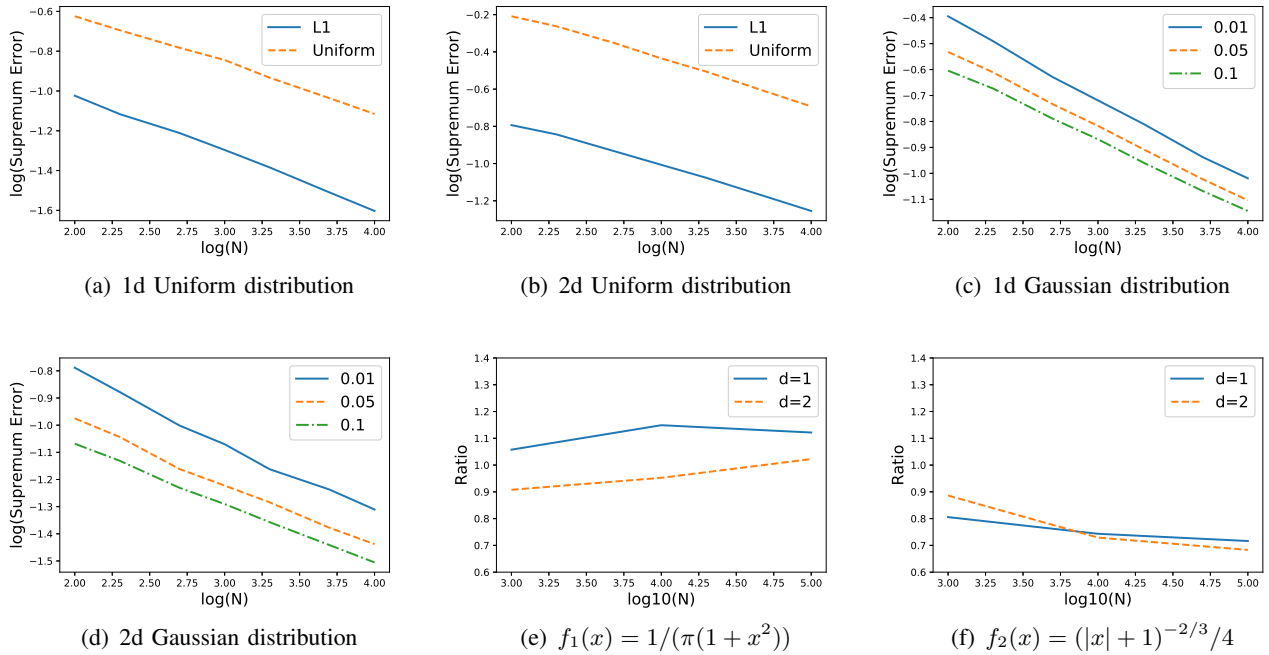 −0.6
−0.8
−1.0
−1.2
−1.4
−1.6
log(Supremum Error)
L1
Uniform
2.00 2.25 2.50 2.75 3.00 3.25 3.50 3.75 4.00
log(N)
(a) 1d Uniform distribution
−0.2
−0.4
−0.6
−0.8
−1.0
−1.2
log(Supremum Error)
L1
Uniform
2.00 2.25 2.50 2.75 3.00 3.25 3.50 3.75 4.00
log(N)
(b) 2d Uniform distribution
−0.4
−0.5
−0.6
−0.7
−0.8
−0.9
−1.0
−1.1
log(Supremum Error)
0.01
0.05
0.1
2.00 2.25 2.50 2.75 3.00 3.25 3.50 3.75 4.00
log(N)
(c) 1d Gaussian distribution
−0.8
−0.9
−1.0
−1.1
−1.2
−1.3
−1.4
−1.5
log(Supremum Error)
0.01
0.05
0.1
2.00 2.25 2.50 2.75 3.00 3.25 3.50 3.75 4.00
log(N)
(d) 2d Gaussian distribution
1.4
1.3
1.2
1.1
1.0
0.9
0.8
0.7
0.6
Ratio
d=1
d=2
3.00 3.25 3.50 3.75 4.00 4.25 4.50 4.75 5.00
log10(N)
(e) f₁(x) = 1/(π(1 + x²))
1.4
1.3
1.2
1.1
1.0
0.9
0.8
0.7
0.6
Ratio
d=1
d=2
3.00 3.25 3.50 3.75 4.00 4.25 4.50 4.75 5.00
log10(N)
(f) f₂(x) = (|x| + 1)⁻²/³/4